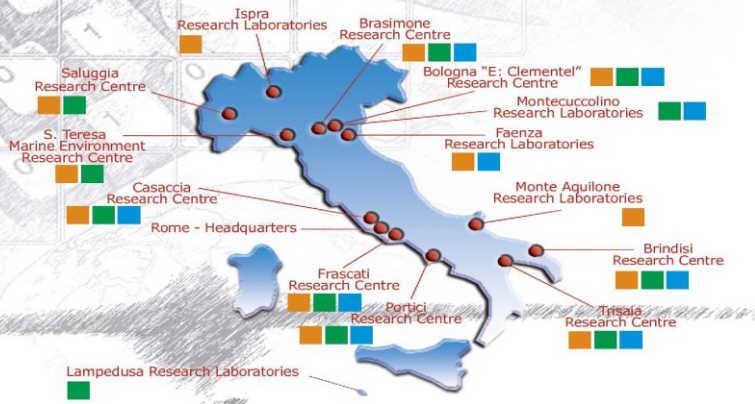 Ispra
Research Laboratories
Brasimone
Research Centre
Saluggia
Research Centre
Bologna "E: Clementel"
Research Centre
Montecuccolino
Research Laboratories
S. Teresa
Marine Environment
Research Centre
Faenza
Research Laboratories
Casaccia
Research Centre
Monte Aquilone
Research Laboratories
Rome - Headquarters
Brindisi
Research Centre
Frascati
Research Centre
Portici
Research Centre
Trisaia
Research Centre
Lampedusa Research Laboratories